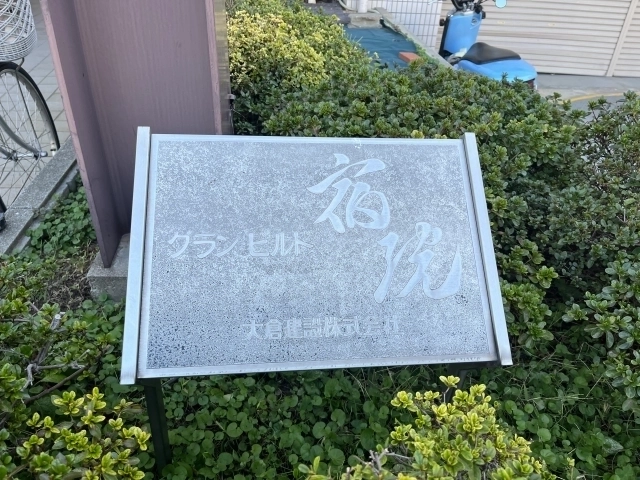 グランビルド
宿院
大倉建設株式会社